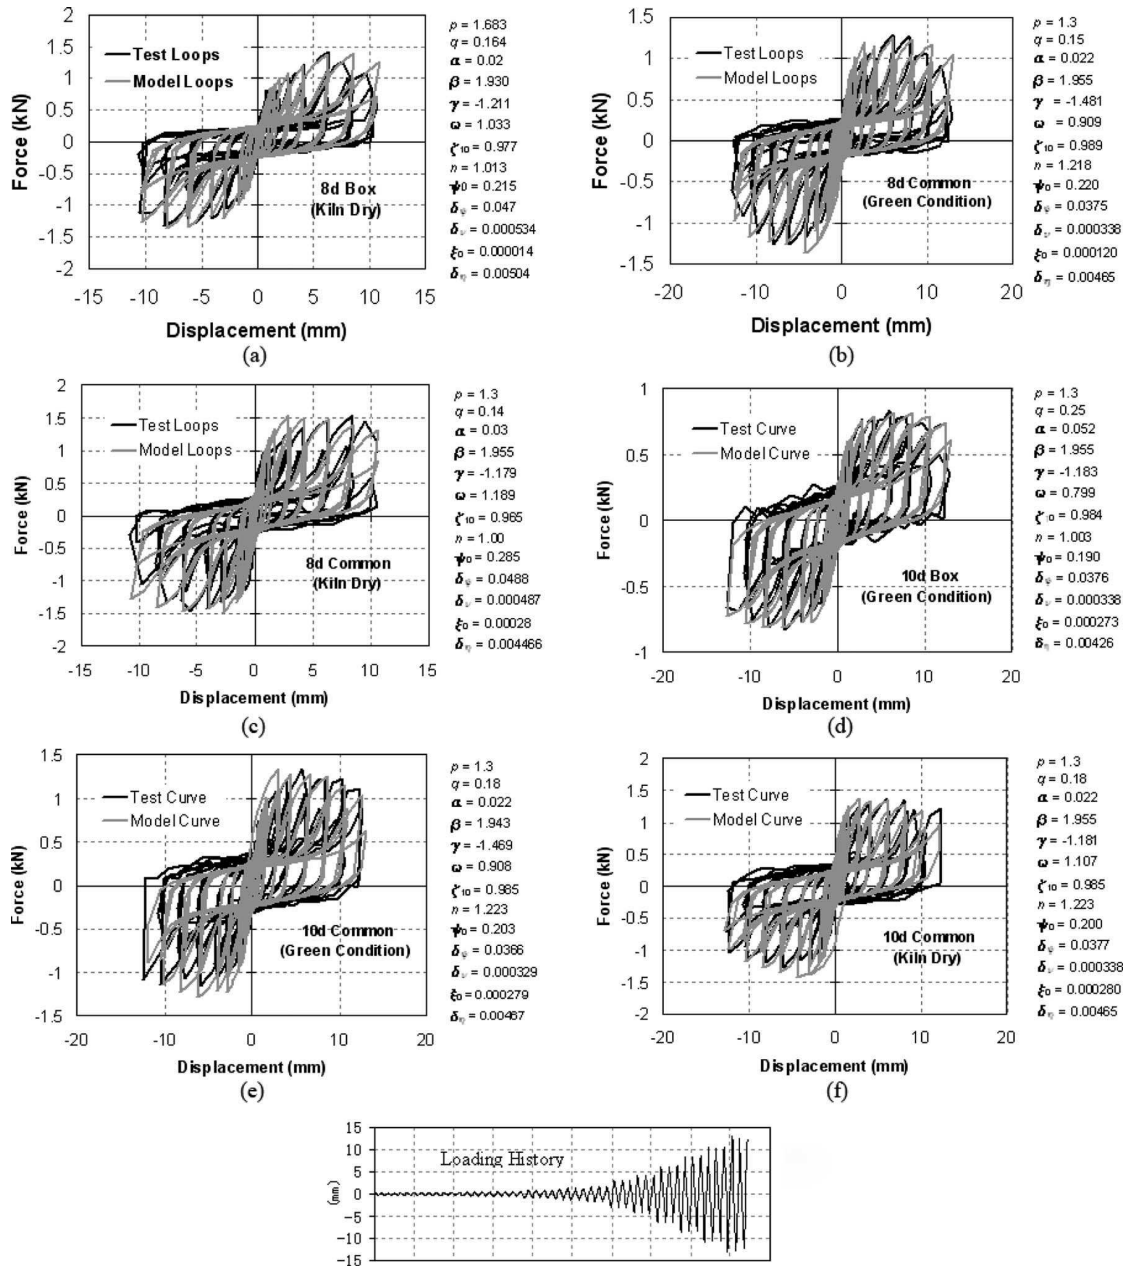 2
1.5
1
0.5
0
-0.5
-1
-1.5
-2
Force (kN)
Test Loops
Model Loops
8d Box
(Kiln Dry)
-15 -10 -5 0 5 10 15
Displacement (mm)
(a)
p = 1.683
q = 0.164
α = 0.02
β = 1.930
γ = -1.211
ω = 1.033
ζ10 = 0.977
n = 1.013
ψ0 = 0.215
δψ = 0.047
δν = 0.000534
ξ0 = 0.000014
δη = 0.00504
1.5
1
0.5
0
-0.5
-1
-1.5
Force (kN)
Test Loops
Model Loops
8d Common
(Green Condition)
-20 -10 0 10 20
Displacement (mm)
(b)
p = 1.3
q = 0.15
α = 0.022
β = 1.955
γ = -1.481
ω = 0.909
ζ10 = 0.989
n = 1.218
ψ0 = 0.220
δψ = 0.0375
δν = 0.000338
ξ0 = 0.000120
δη = 0.00465
2
1.5
1
0.5
0
-0.5
-1
-1.5
-2
Force (kN)
Test Loops
Model Loops
8d Common
(Kiln Dry)
-15 -10 -5 0 5 10 15
Displacement (mm)
(c)
p = 1.3
q = 0.14
α = 0.03
β = 1.955
γ = -1.179
ω = 1.189
ζ10 = 0.965
n = 1.00
ψ0 = 0.285
δψ = 0.0488
δν = 0.000487
ξ0 = 0.00028
δη = 0.004466
1
0.5
0
-0.5
-1
Force (kN)
Test Curve
Model Curve
10d Box
(Green Condition)
-20 -10 0 10 20
Displacement (mm)
(d)
p = 1.3
q = 0.25
α = 0.052
β = 1.955
γ = -1.183
ω = 0.799
ζ10 = 0.984
n = 1.003
ψ0 = 0.190
δψ = 0.0376
δν = 0.000338
ξ0 = 0.000273
δη = 0.00426
1.5
1
0.5
0
-0.5
-1
-1.5
Force (kN)
Test Curve
Model Curve
10d Common
(Green Condition)
-20 -10 0 10 20
Displacement (mm)
(e)
p = 1.3
q = 0.18
α = 0.022
β = 1.943
γ = -1.469
ω = 0.908
ζ10 = 0.985
n = 1.223
ψ0 = 0.203
δψ = 0.0366
δν = 0.000329
ξ0 = 0.000279
δη = 0.00467
2
1.5
1
0.5
0
-0.5
-1
-1.5
-2
Force (kN)
Test Curve
Model Curve
10d Common
(Kiln Dry)
-20 -10 0 10 20
Displacement (mm)
(f)
p = 1.3
q = 0.18
α = 0.022
β = 1.955
γ = -1.181
ω = 1.107
ζ10 = 0.985
n = 1.223
ψ0 = 0.200
δψ = 0.0377
δν = 0.000338
ξ0 = 0.000280
δη = 0.00465
15
10
5
0
-5
-10
-15
(mm)
Loading History